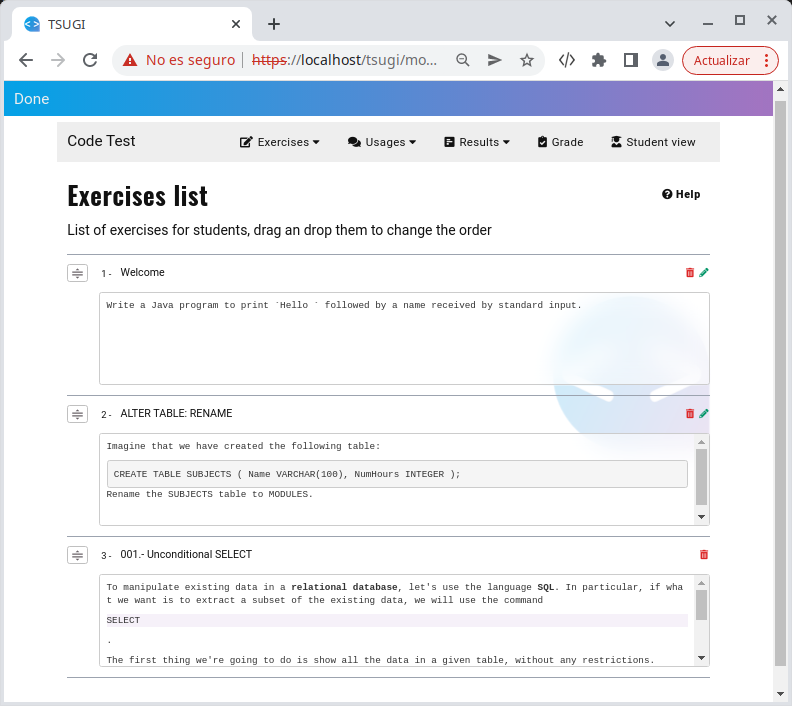 TSUGI
No es seguro | https://localhost/tsugi/mo...
Actualizar
Done
Code Test
Exercises
Usages
Results
Grade
Student view
Exercises list
Help
List of exercises for students, drag an drop them to change the order
1 - Welcome
Write a Java program to print `Hello ` followed by a name received by standard input.
2 - ALTER TABLE: RENAME
Imagine that we have created the following table:
CREATE TABLE SUBJECTS ( Name VARCHAR(100), NumHours INTEGER );
Rename the SUBJECTS table to MODULES.
3 - 001.- Unconditional SELECT
To manipulate existing data in a relational database, let's use the language SQL. In particular, if wha
t we want is to extract a subset of the existing data, we will use the command
SELECT
.
The first thing we're going to do is show all the data in a given table, without any restrictions.